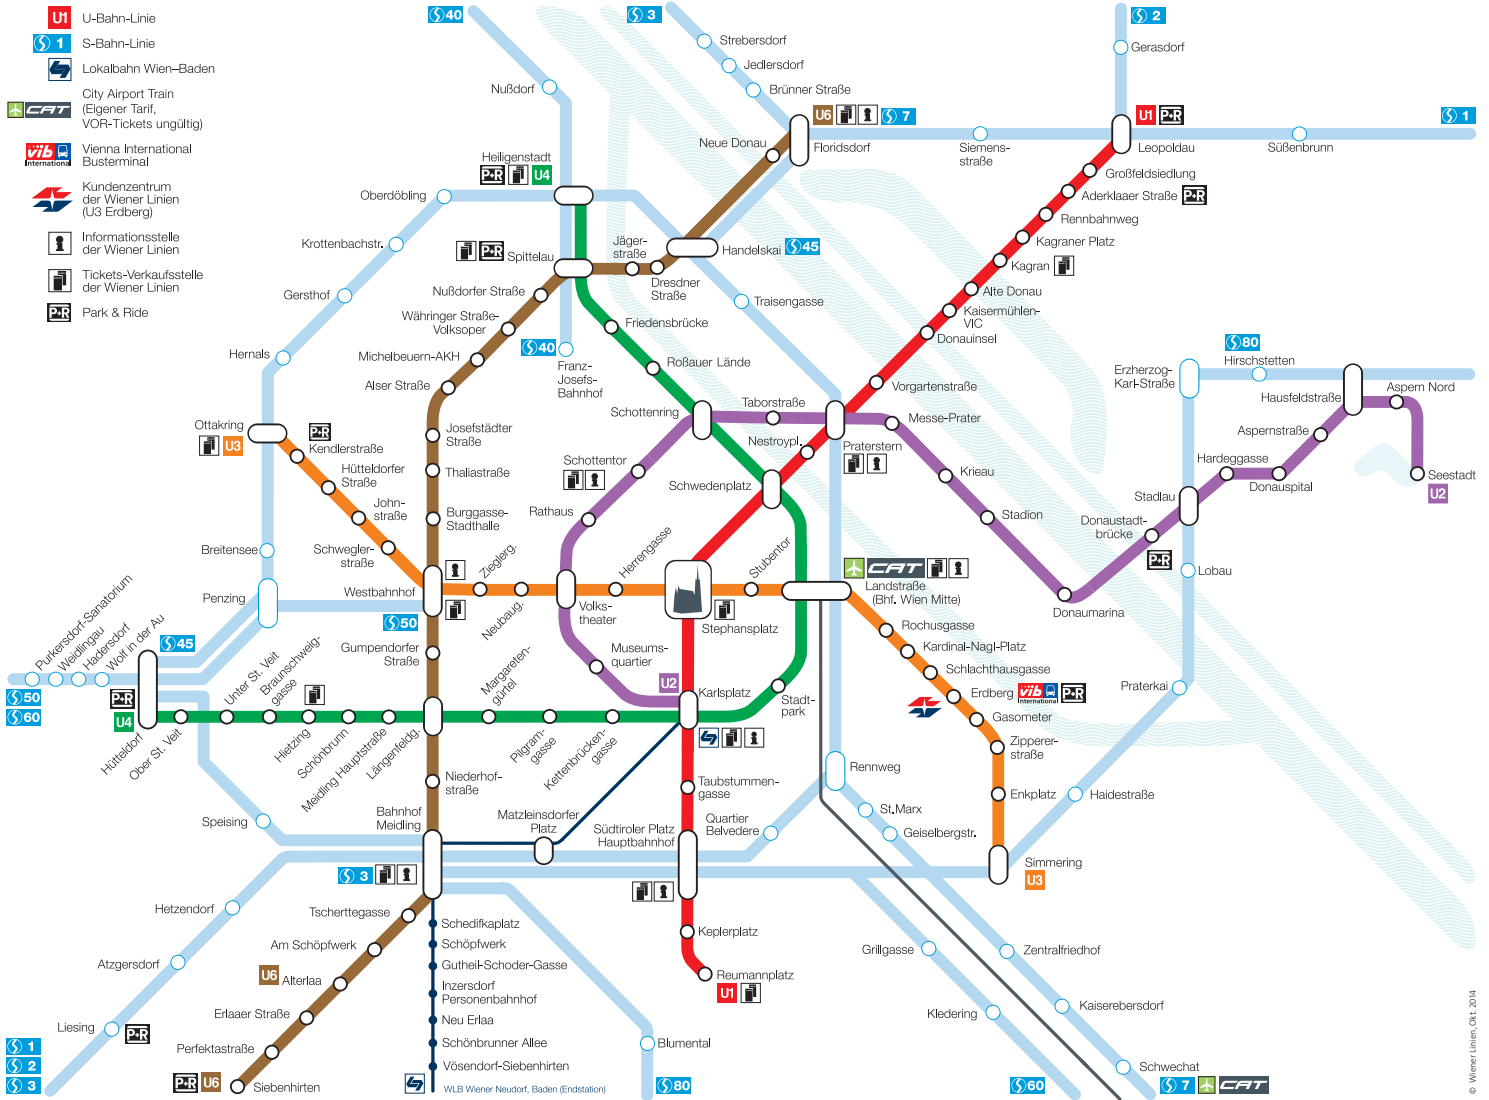 U1 U-Bahn-Linie
S 1 S-Bahn-Linie
Lokalbahn Wien–Baden
CAT City Airport Train
(Eigener Tarif,
VOR-Tickets ungültig)
vib International Vienna International
Busterminal
Kundenzentrum
der Wiener Linien
(U3 Erdberg)
Informationsstelle
der Wiener Linien
Tickets-Verkaufsstelle
der Wiener Linien
P+R Park & Ride
S 40
S 3
S 2
Strebersdorf
Jedlersdorf
Brünner Straße
Gerasdorf
Nußdorf
U6
S 7
U1 P+R
S 1
Neue Donau
Floridsdorf
Siemens-
straße
Leopoldau
Süßenbrunn
Heiligenstadt
P+R U4
Großfeldsiedlung
Aderklaaer Straße P+R
Rennbahnweg
Kagraner Platz
Kagran
Alte Donau
Kaisermühlen-
VIC
Donauinsel
Oberdöbling
Krottenbachstr.
Gersthof
Hernals
P+R Spittelau
Jäger-
straße
Handelskai S 45
Dresdner
Straße
Traisengasse
Nußdorfer Straße
Währinger Straße-
Volksoper
Michelbeuern-AKH
Alser Straße
Friedensbrücke
Roßauer Lände
S 40
Franz-
Josefs-
Bahnhof
Vorgartenstraße
S 80
Hirschstetten
Erzherzog-
Karl-Straße
Aspern Nord
Hausfeldstraße
Aspernstraße
Hardeggasse
Donauspital
Seestadt
U2
Stadlau
Donaustadt-
brücke
P+R
Lobau
Donaumarina
Ottakring
U3
P+R
Kendlerstraße
Hütteldorfer
Straße
John-
straße
Schwegler-
straße
Josefstädter
Straße
Thaliastraße
Burggasse-
Stadthalle
Schottenring
Taborstraße
Messe-Prater
Nestroypl.
Praterstern
Krieau
Stadion
Schottentor
Rathaus
Schwedenplatz
Breitensee
Penzing
Westbahnhof
S 50
Zieglerg.
Neubaug.
Volks-
theater
Herrengasse
Stephansplatz
Stubentor
CAT
Landstraße
(Bhf. Wien Mitte)
Rochusgasse
Kardinal-Nagl-Platz
Schlachthausgasse
Erdberg vib International P+R
Gasometer
Zipperer-
straße
Enkplatz
Praterkai
Haidestraße
Purkersdorf-Sanatorium
Weidlingau
Hadersdorf
Wolf in der Au
S 45
S 50
S 60
P+R
U4
Hütteldorf
Ober St. Veit
Unter St. Veit
Braunschweig-
gasse
Hietzing
Schönbrunn
Meidling Hauptstraße
Längenfeldg.
Gumpendorfer
Straße
Margareten-
gürtel
Pilgram-
gasse
Kettenbrücken-
gasse
Museums-
quartier
U2
Karlsplatz
Stadt-
park
Niederhof-
straße
Bahnhof
Meidling
S 3
Matzleinsdorfer
Platz
Taubstummen-
gasse
Südtiroler Platz
Hauptbahnhof
Quartier
Belvedere
Rennweg
St.Marx
Geiselbergstr.
Simmering
U3
Speising
Hetzendorf
Atzgersdorf
Liesing P+R
S 1
S 2
S 3
Tscherttegasse
Am Schöpfwerk
U6 Alterlaa
Erlaaer Straße
Perfektastraße
P+R U6 Siebenhirten
Schedifkaplatz
Schöpfwerk
Gutheil-Schoder-Gasse
Inzersdorf
Personenbahnhof
Neu Erlaa
Schönbrunner Allee
Vösendorf-Siebenhirten
WLB Wiener Neudorf, Baden (Endstation)
Keplerplatz
Reumannplatz
U1
Blumental
S 80
Grillgasse
Kledering
S 60
Zentralfriedhof
Kaiserebersdorf
Schwechat
S 7 CAT
© Wiener Linien, Okt. 2014